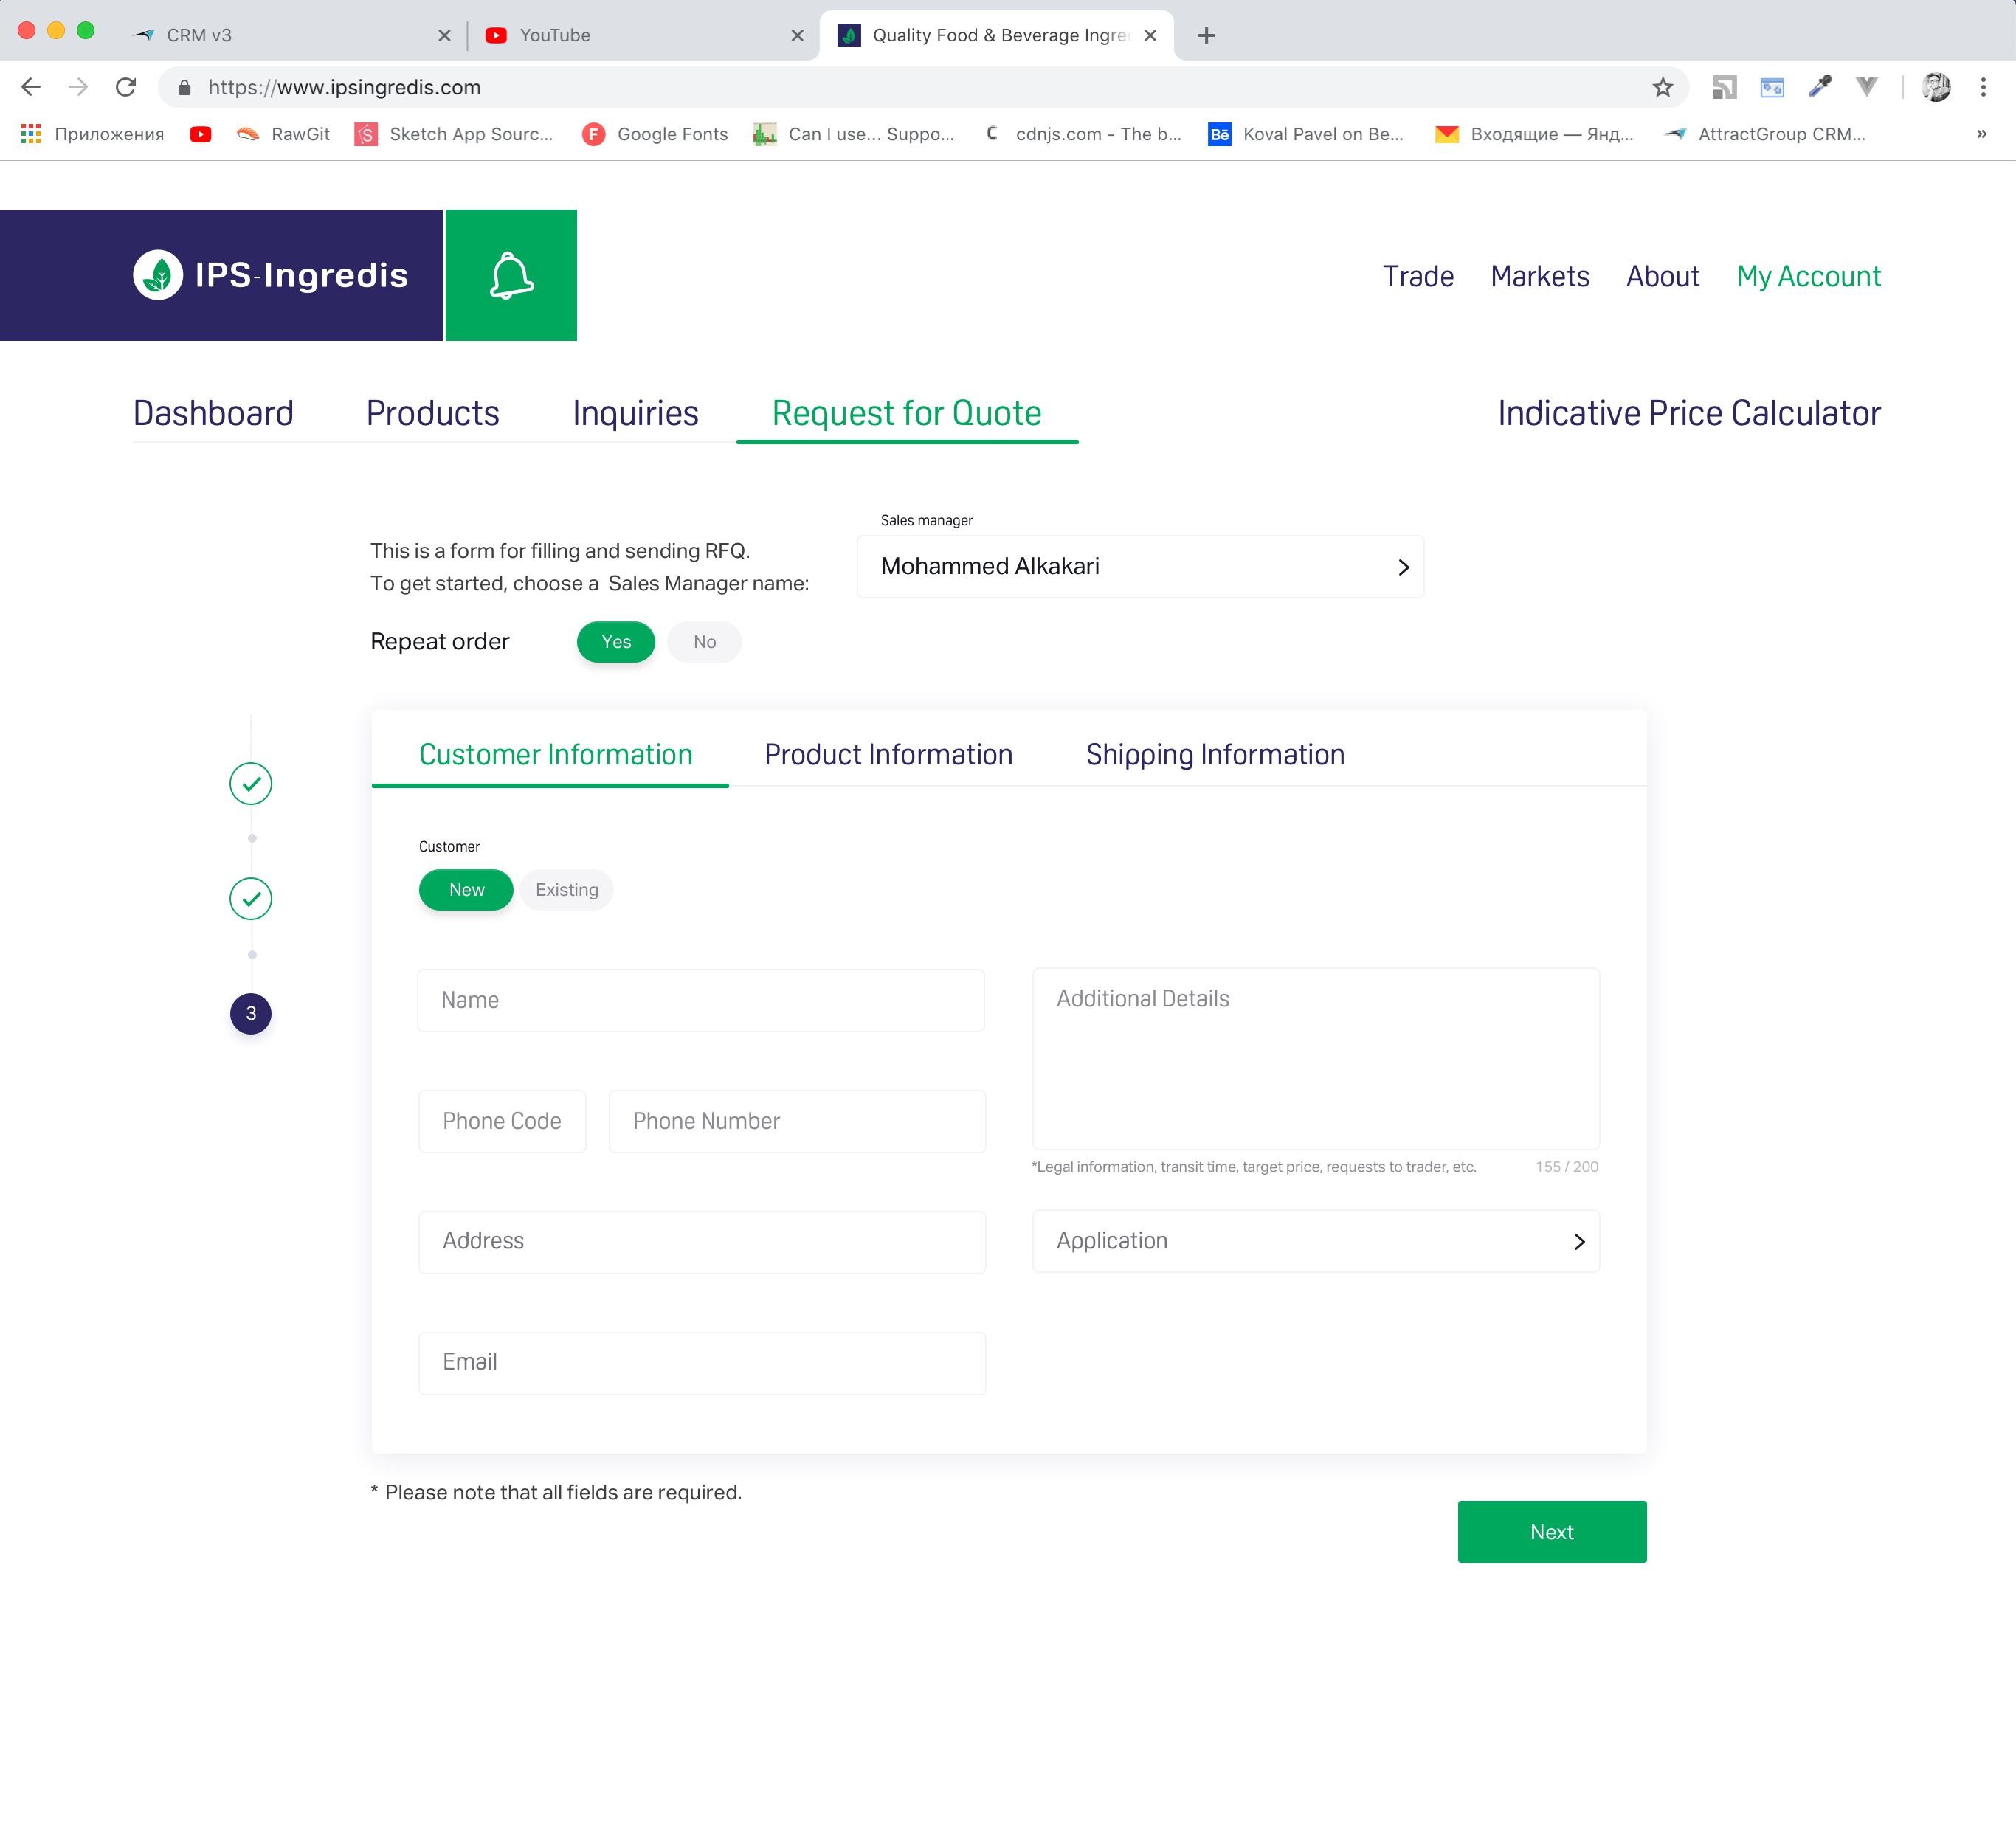 CRM v3
YouTube
Quality Food & Beverage Ingre
https://www.ipsingredis.com
Приложения
RawGit
Sketch App Sourc...
F
Google Fonts
Can I use... Suppo...
C
cdnjs.com - The b...
Bē
Koval Pavel on Be...
Входящие — Янд...
AttractGroup CRM...
»
IPS-Ingredis
Trade
Markets
About
My Account
Dashboard
Products
Inquiries
Request for Quote
Indicative Price Calculator
This is a form for filling and sending RFQ.
To get started, choose a Sales Manager name:
Sales manager
Mohammed Alkakari
Repeat order
Yes
No
3
Customer Information
Product Information
Shipping Information
Customer
New
Existing
Name
Additional Details
Phone Code
Phone Number
*Legal information, transit time, target price, requests to trader, etc.
155 / 200
Address
Application
Email
* Please note that all fields are required.
Next